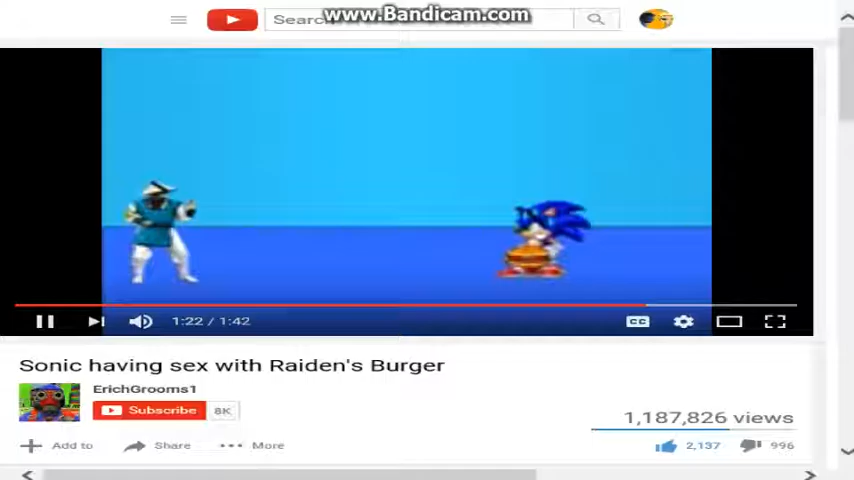 www.Bandicam.com
Search
CC
1:22 / 1:42
Sonic having sex with Raiden's Burger
ErichGrooms1
Subscribe 8K
1,187,826 views
Add to Share More 2,137 996